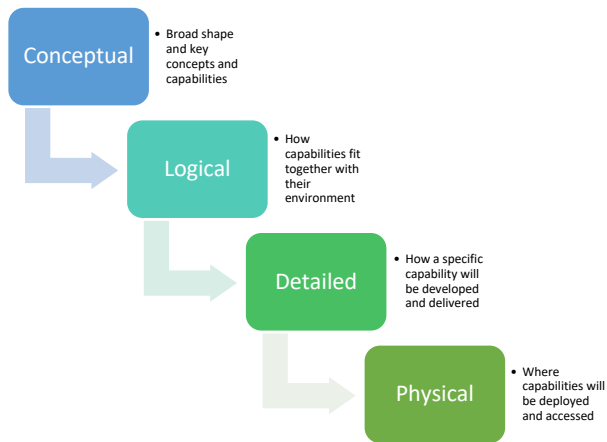 Conceptual
• Broad shape
and key
concepts and
capabilities
Logical
• How
capabilities fit
together with
their
environment
Detailed
• How a specific
capability will
be developed
and delivered
Physical
• Where
capabilities will
be deployed
and accessed